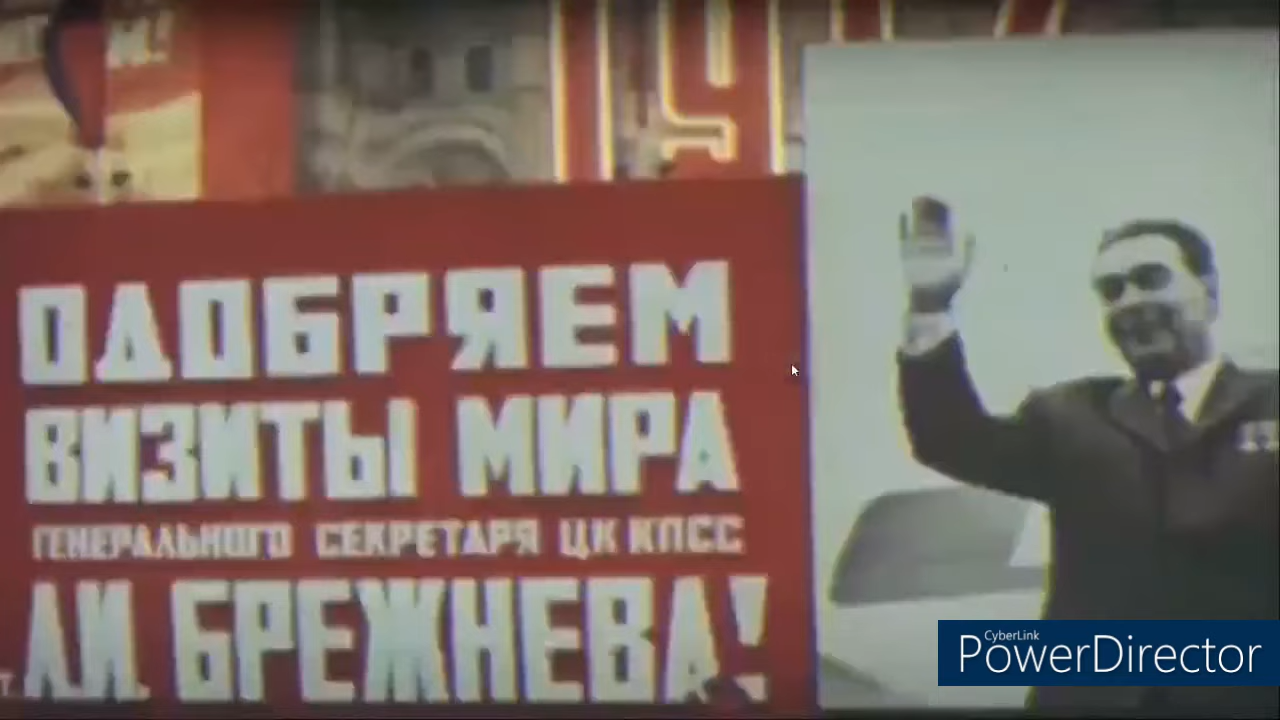 ОДОБРЯЕМ
ВИЗИТЫ МИРА
ГЕНЕРАЛЬНОГО СЕКРЕТАРЯ ЦК КПСС
Л.И. БРЕЖНЕВА!
CyberLink
PowerDirector